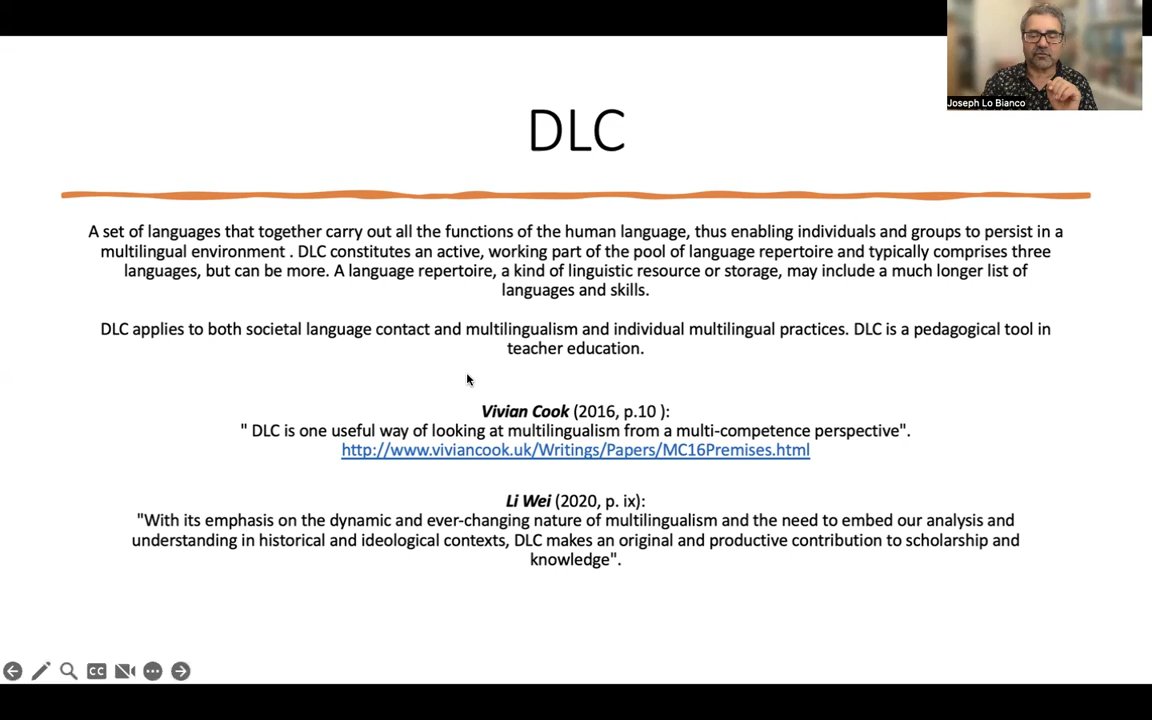 Joseph Lo Bianco
DLC
A set of languages that together carry out all the functions of the human language, thus enabling individuals and groups to persist in a
multilingual environment . DLC constitutes an active, working part of the pool of language repertoire and typically comprises three
languages, but can be more. A language repertoire, a kind of linguistic resource or storage, may include a much longer list of
languages and skills.
DLC applies to both societal language contact and multilingualism and individual multilingual practices. DLC is a pedagogical tool in
teacher education.
Vivian Cook (2016, p.10 ):
" DLC is one useful way of looking at multilingualism from a multi-competence perspective".
http://www.viviancook.uk/Writings/Papers/MC16Premises.html
Li Wei (2020, p. ix):
"With its emphasis on the dynamic and ever-changing nature of multilingualism and the need to embed our analysis and
understanding in historical and ideological contexts, DLC makes an original and productive contribution to scholarship and
knowledge".
CC